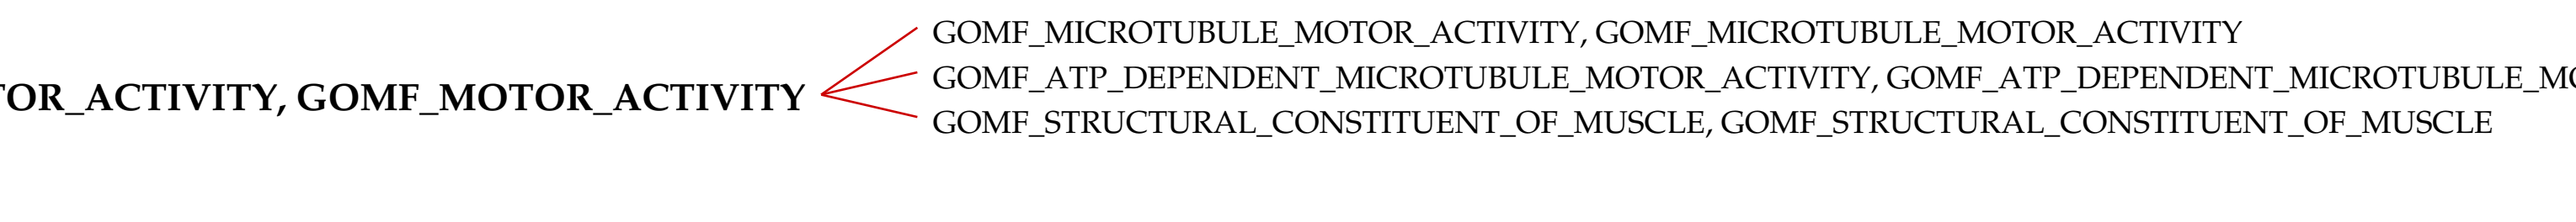 GOMF_MICROTUBULE_MOTOR_ACTIVITY, GOMF_MICROTUBULE_MOTOR_ACTIVITY
GOMF_ATP_DEPENDENT_MICROTUBULE_MOTOR_ACTIVITY, GOMF_ATP_DEPENDENT_MICROTUBULE_MO
TOR_ACTIVITY, GOMF_MOTOR_ACTIVITY
GOMF_STRUCTURAL_CONSTITUENT_OF_MUSCLE, GOMF_STRUCTURAL_CONSTITUENT_OF_MUSCLE